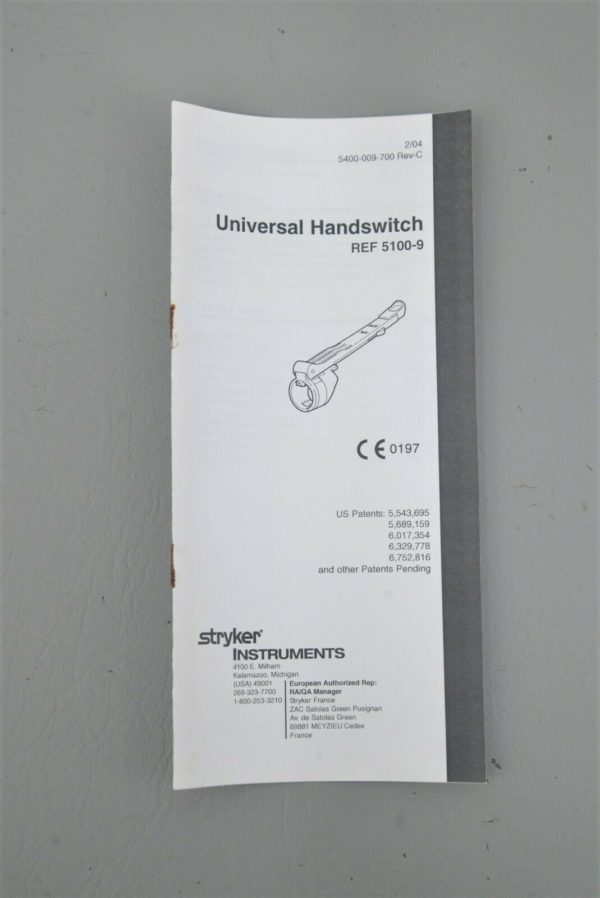 2/04
5400-009-700 Rev-C
Universal Handswitch
REF 5100-9
CE 0197
US Patents: 5,543,695
5,689,159
6,017,354
6,329,778
6,752,816
and other Patents Pending
stryker®
INSTRUMENTS
4100 E. Milham
Kalamazoo, Michigan
(USA) 49001
269-323-7700
1-800-253-3210
European Authorized Rep:
RA/QA Manager
Stryker France
ZAC Satolas Green Pusignan
Av. de Satolas Green
69881 MEYZIEU Cedex
France